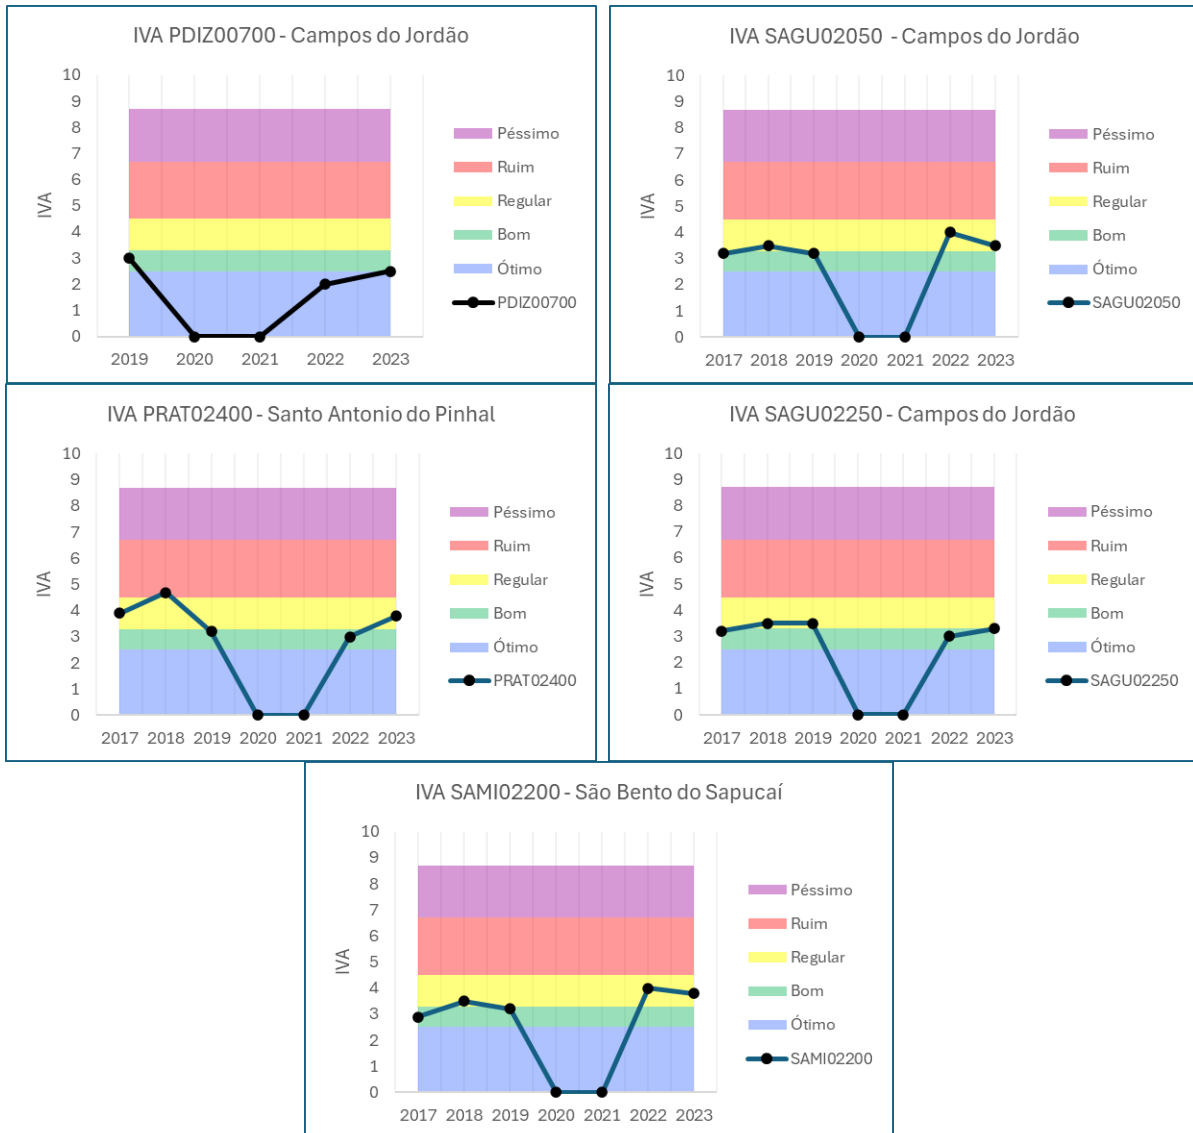 IVA PDIZ00700 - Campos do Jordão
10
9
8
7
6
5
4
3
2
1
0
IVA
2019 2020 2021 2022 2023
Péssimo
Ruim
Regular
Bom
Ótimo
PDIZ00700
IVA SAGU02050 - Campos do Jordão
10
9
8
7
6
5
4
3
2
1
0
IVA
2017 2018 2019 2020 2021 2022 2023
Péssimo
Ruim
Regular
Bom
Ótimo
SAGU02050
IVA PRAT02400 - Santo Antonio do Pinhal
10
9
8
7
6
5
4
3
2
1
0
IVA
2017 2018 2019 2020 2021 2022 2023
Péssimo
Ruim
Regular
Bom
Ótimo
PRAT02400
IVA SAGU02250 - Campos do Jordão
10
9
8
7
6
5
4
3
2
1
0
IVA
2017 2018 2019 2020 2021 2022 2023
Péssimo
Ruim
Regular
Bom
Ótimo
SAGU02250
IVA SAMI02200 - São Bento do Sapucaí
10
9
8
7
6
5
4
3
2
1
0
IVA
2017 2018 2019 2020 2021 2022 2023
Péssimo
Ruim
Regular
Bom
Ótimo
SAMI02200